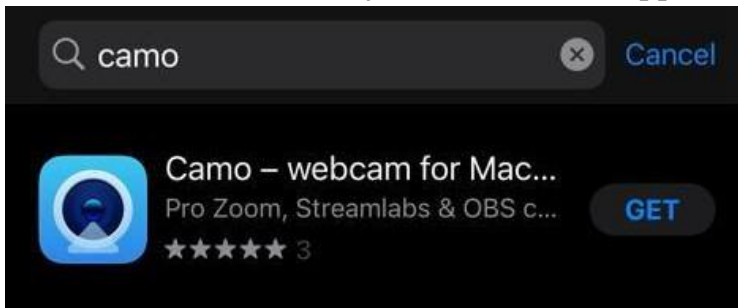 camo
Cancel
Camo – webcam for Mac...
Pro Zoom, Streamlabs & OBS c...
GET
★★★★★ 3